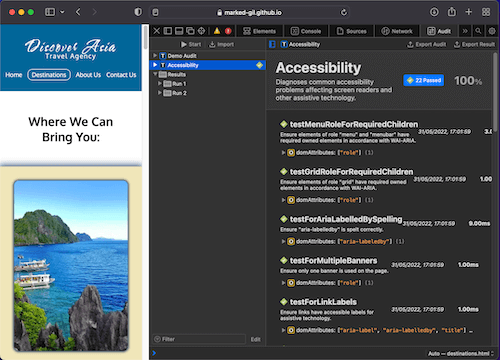 marked-gil.github.io
Elements
Console
Sources
Network
Audit
Start
Import
Accessibility
Export Audit
Export Result
Demo Audit
Accessibility
Results
Run 1
Run 2
Discover Asia
Travel Agency
Home
Destinations
About Us
Contact Us
Where We Can
Bring You:
Accessibility
Diagnoses common accessibility
problems affecting screen readers and
other assistive technology.
22 Passed
100%
testMenuRoleForRequiredChildren
Ensure elements of role "menu" and "menubar" have
required owned elements in accordance with WAI-ARIA.
31/05/2022, 17:01:59
3.0
domAttributes: ["role"] (1)
testGridRoleForRequiredChildren
Ensure elements of role "grid" have required owned
elements in accordance with WAI-ARIA.
31/05/2022, 17:01:59
1.0
domAttributes: ["role"] (1)
testForAriaLabelledBySpelling
Ensure "aria-labelledby" is spelt correctly.
31/05/2022, 17:01:59
9.00ms
domAttributes: ["aria-labeledby"] (1)
testForMultipleBanners
Ensure only one banner is used on the page.
31/05/2022, 17:01:59
1.00ms
domAttributes: ["role"] (1)
testForLinkLabels
Ensure links have accessible labels for
assistive technology.
31/05/2022, 17:01:59
1.00ms
domAttributes: ["aria-label", "aria-labelledby", "title"] …
Filter
Edit
Auto — destinations.html